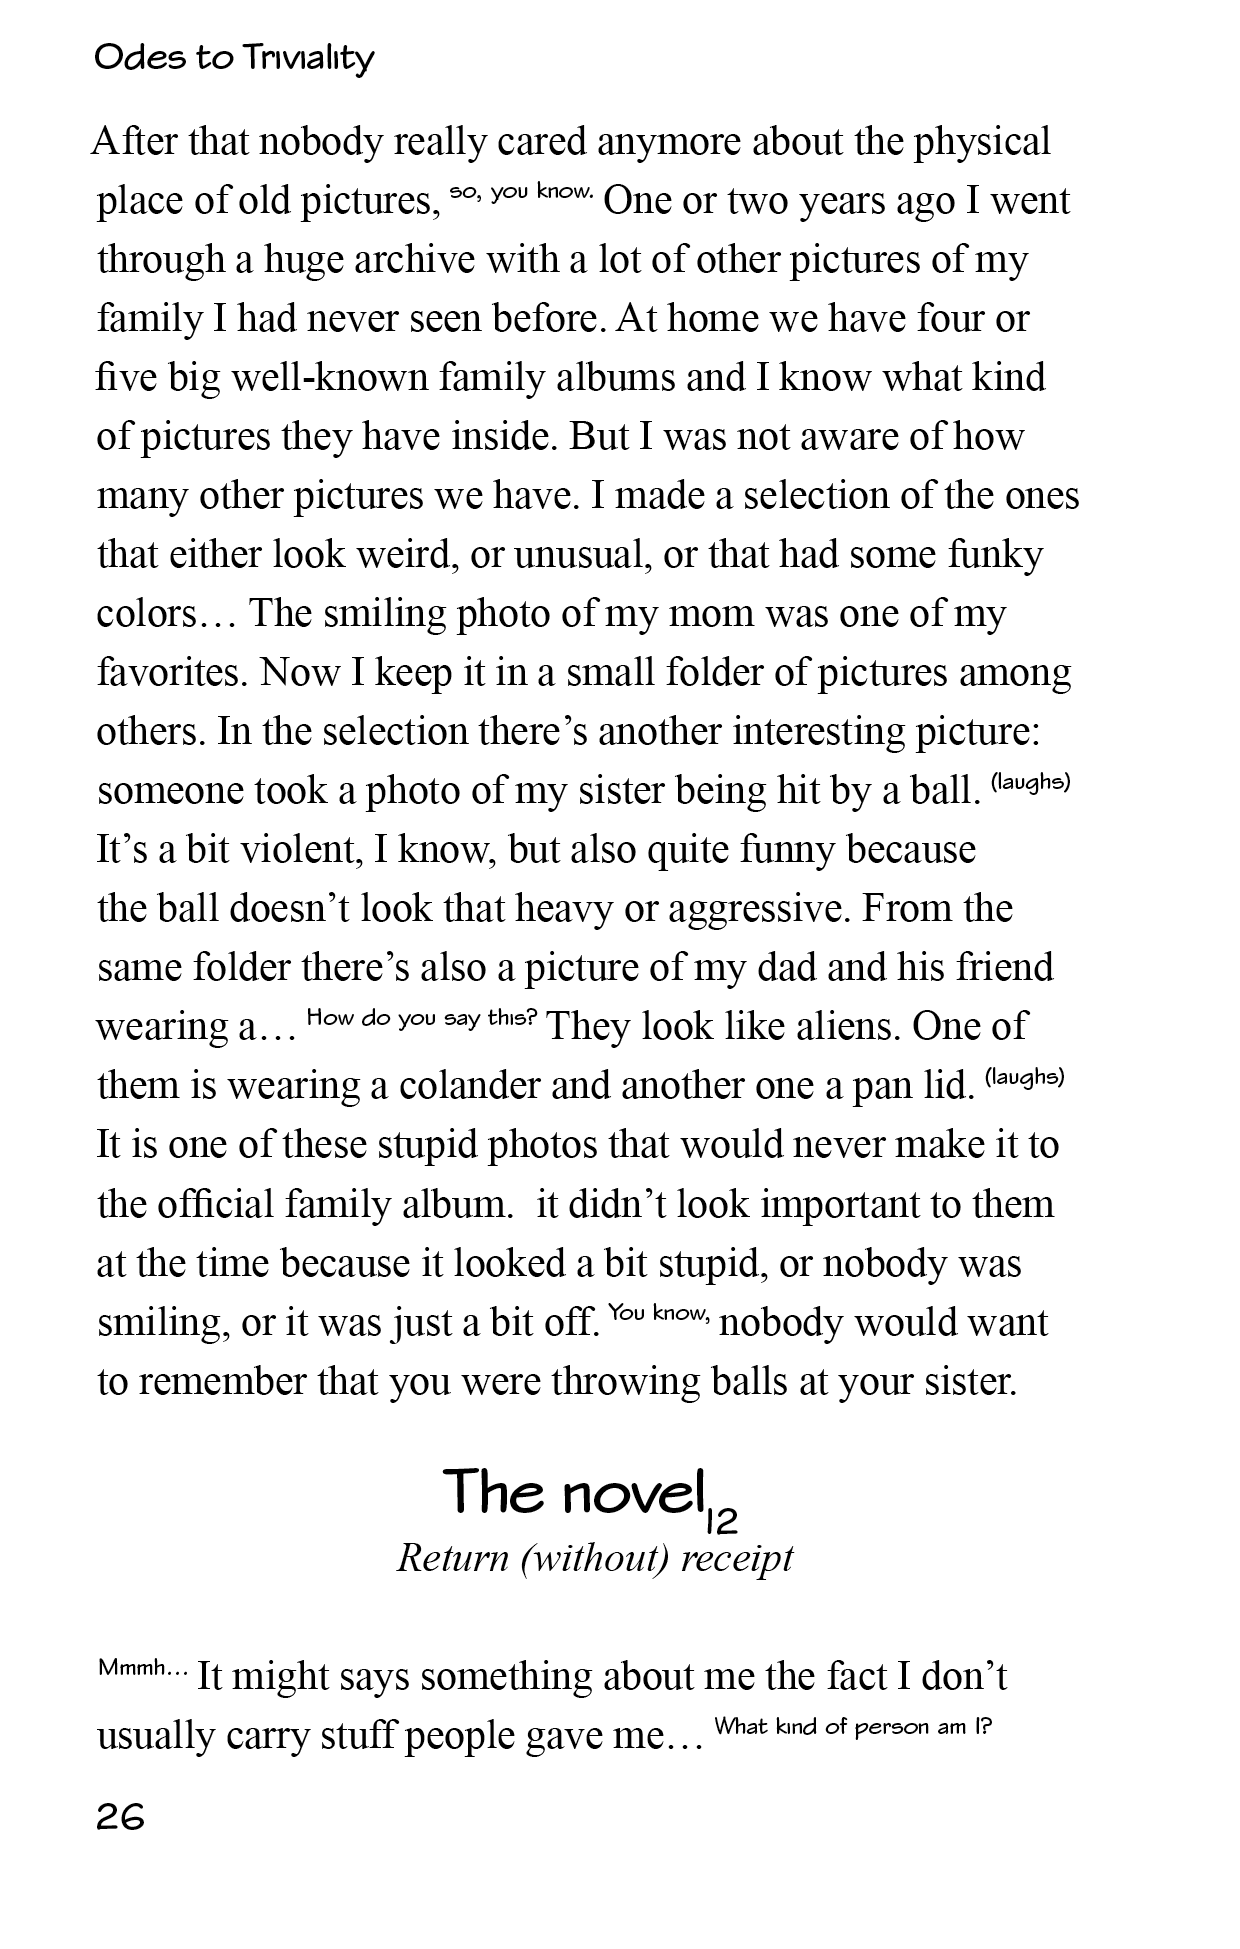 Odes to Triviality
After that nobody really cared anymore about the physical
place of old pictures, so, you know. One or two years ago I went
through a huge archive with a lot of other pictures of my
family I had never seen before. At home we have four or
five big well-known family albums and I know what kind
of pictures they have inside. But I was not aware of how
many other pictures we have. I made a selection of the ones
that either look weird, or unusual, or that had some funky
colors… The smiling photo of my mom was one of my
favorites. Now I keep it in a small folder of pictures among
others. In the selection there’s another interesting picture:
someone took a photo of my sister being hit by a ball. (laughs)
It’s a bit violent, I know, but also quite funny because
the ball doesn’t look that heavy or aggressive. From the
same folder there’s also a picture of my dad and his friend
wearing a… How do you say this? They look like aliens. One of
them is wearing a colander and another one a pan lid. (laughs)
It is one of these stupid photos that would never make it to
the official family album.  it didn’t look important to them
at the time because it looked a bit stupid, or nobody was
smiling, or it was just a bit off. You know, nobody would want
to remember that you were throwing balls at your sister.
The novel12
Return (without) receipt
Mmmh… It might says something about me the fact I don’t
usually carry stuff people gave me… What kind of person am I?
26